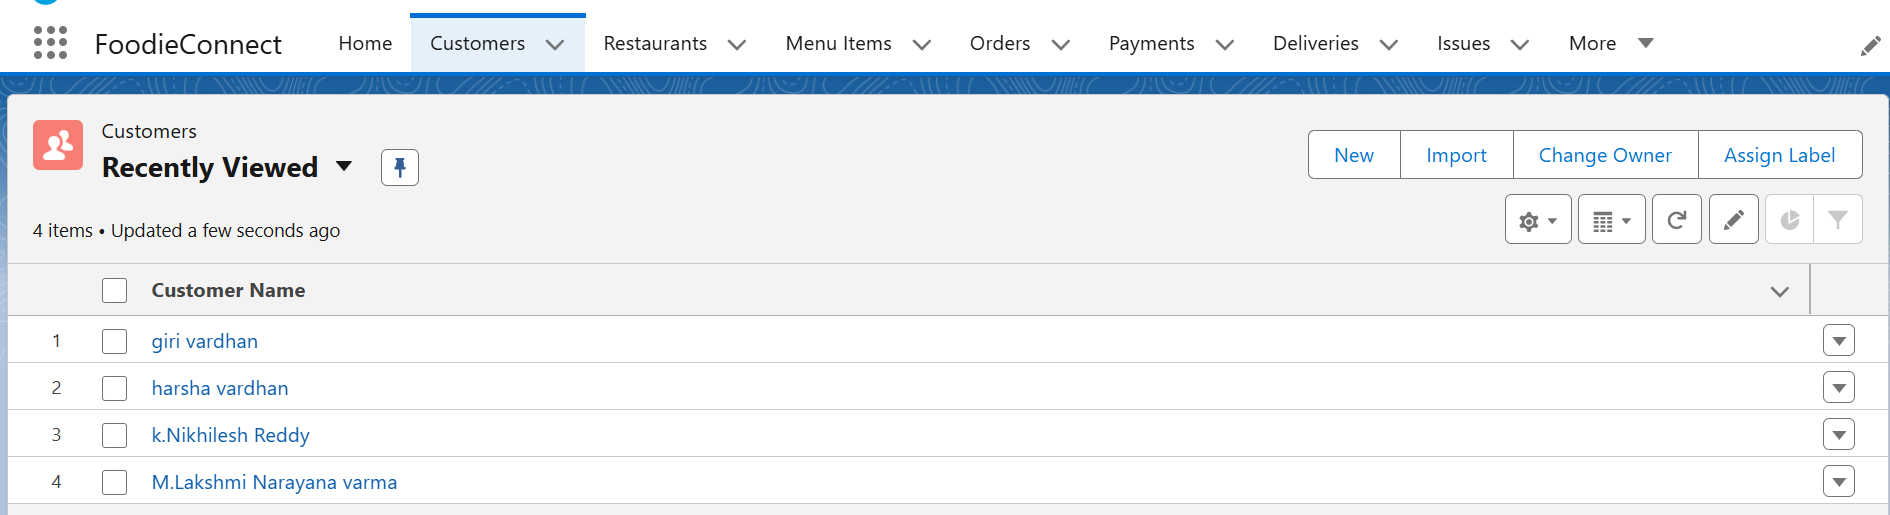 FoodieConnect Home Customers Restaurants Menu Items Orders Payments Deliveries Issues More
Customers
Recently Viewed
New Import Change Owner Assign Label
4 items • Updated a few seconds ago
Customer Name
1 giri vardhan
2 harsha vardhan
3 k.Nikhilesh Reddy
4 M.Lakshmi Narayana varma